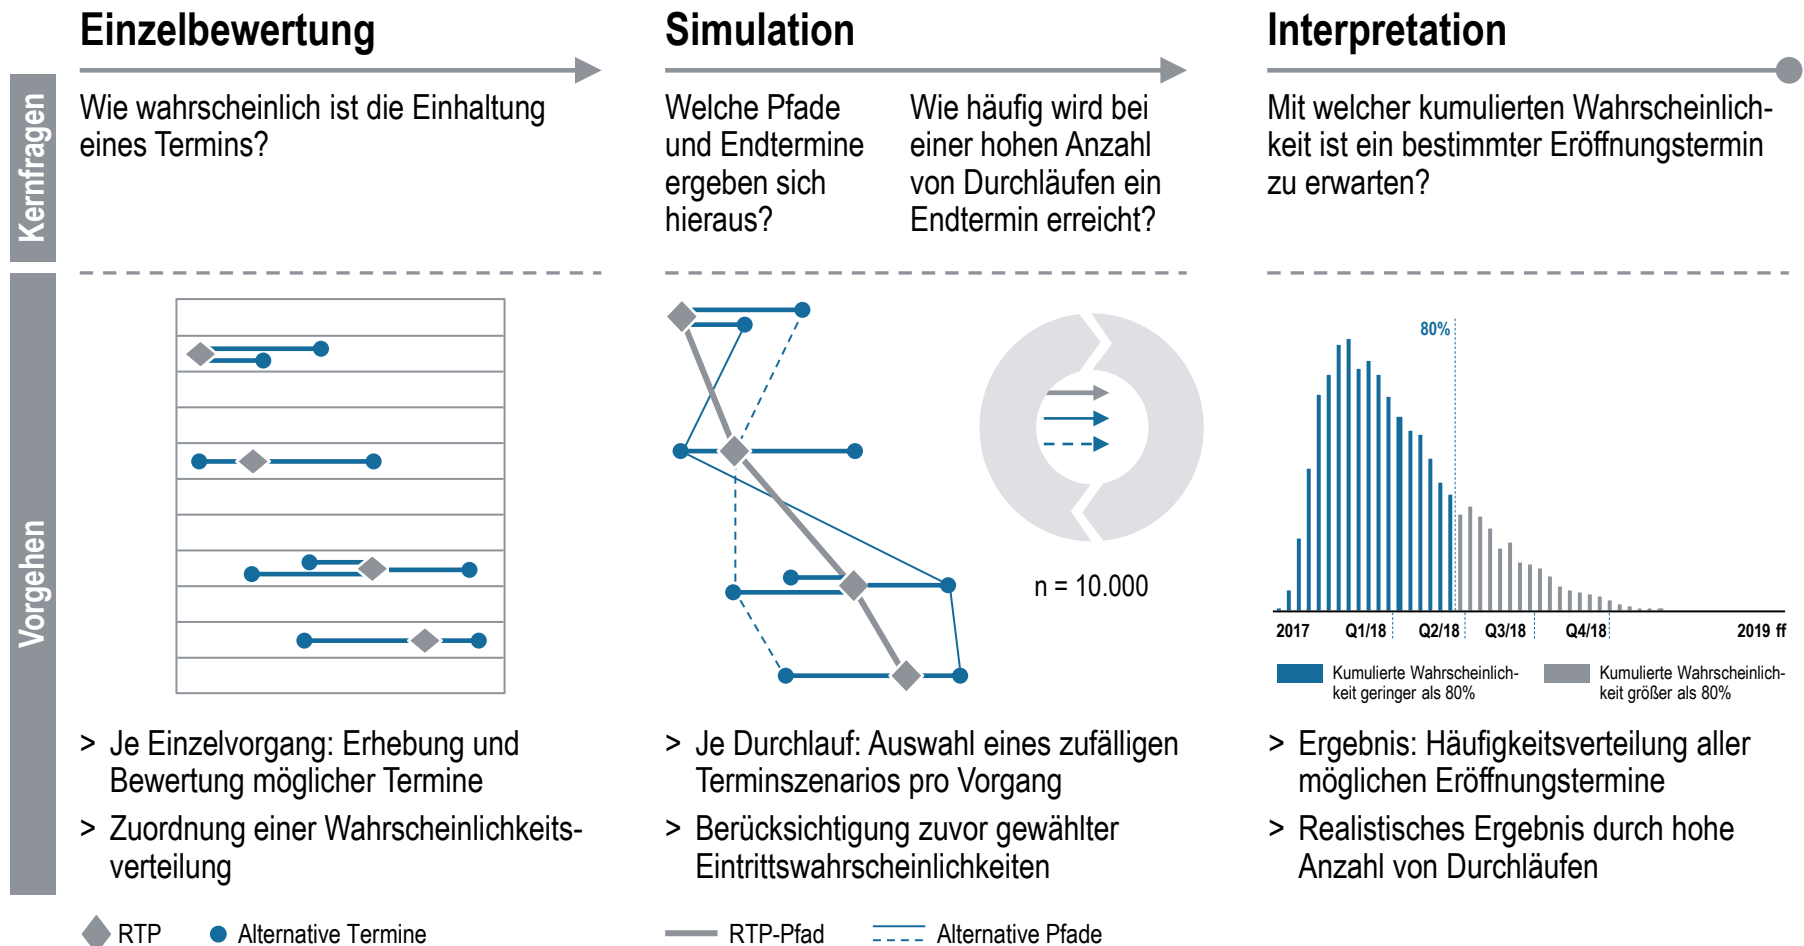 Einzelbewertung
Simulation
Interpretation
Kernfragen
Wie wahrscheinlich ist die Einhaltung
eines Termins?
Welche Pfade
und Endtermine
ergeben sich
hieraus?
Wie häufig wird bei
einer hohen Anzahl
von Durchläufen ein
Endtermin erreicht?
Mit welcher kumulierten Wahrscheinlich-
keit ist ein bestimmter Eröffnungstermin
zu erwarten?
Vorgehen
n = 10.000
80%
2017 Q1/18 Q2/18 Q3/18 Q4/18 2019 ff
Kumulierte Wahrscheinlich-
keit geringer als 80%
Kumulierte Wahrscheinlich-
keit größer als 80%
> Je Einzelvorgang: Erhebung und
Bewertung möglicher Termine
> Zuordnung einer Wahrscheinlichkeits-
verteilung
> Je Durchlauf: Auswahl eines zufälligen
Terminszenarios pro Vorgang
> Berücksichtigung zuvor gewählter
Eintrittswahrscheinlichkeiten
> Ergebnis: Häufigkeitsverteilung aller
möglichen Eröffnungstermine
> Realistisches Ergebnis durch hohe
Anzahl von Durchläufen
RTP
Alternative Termine
RTP-Pfad
Alternative Pfade